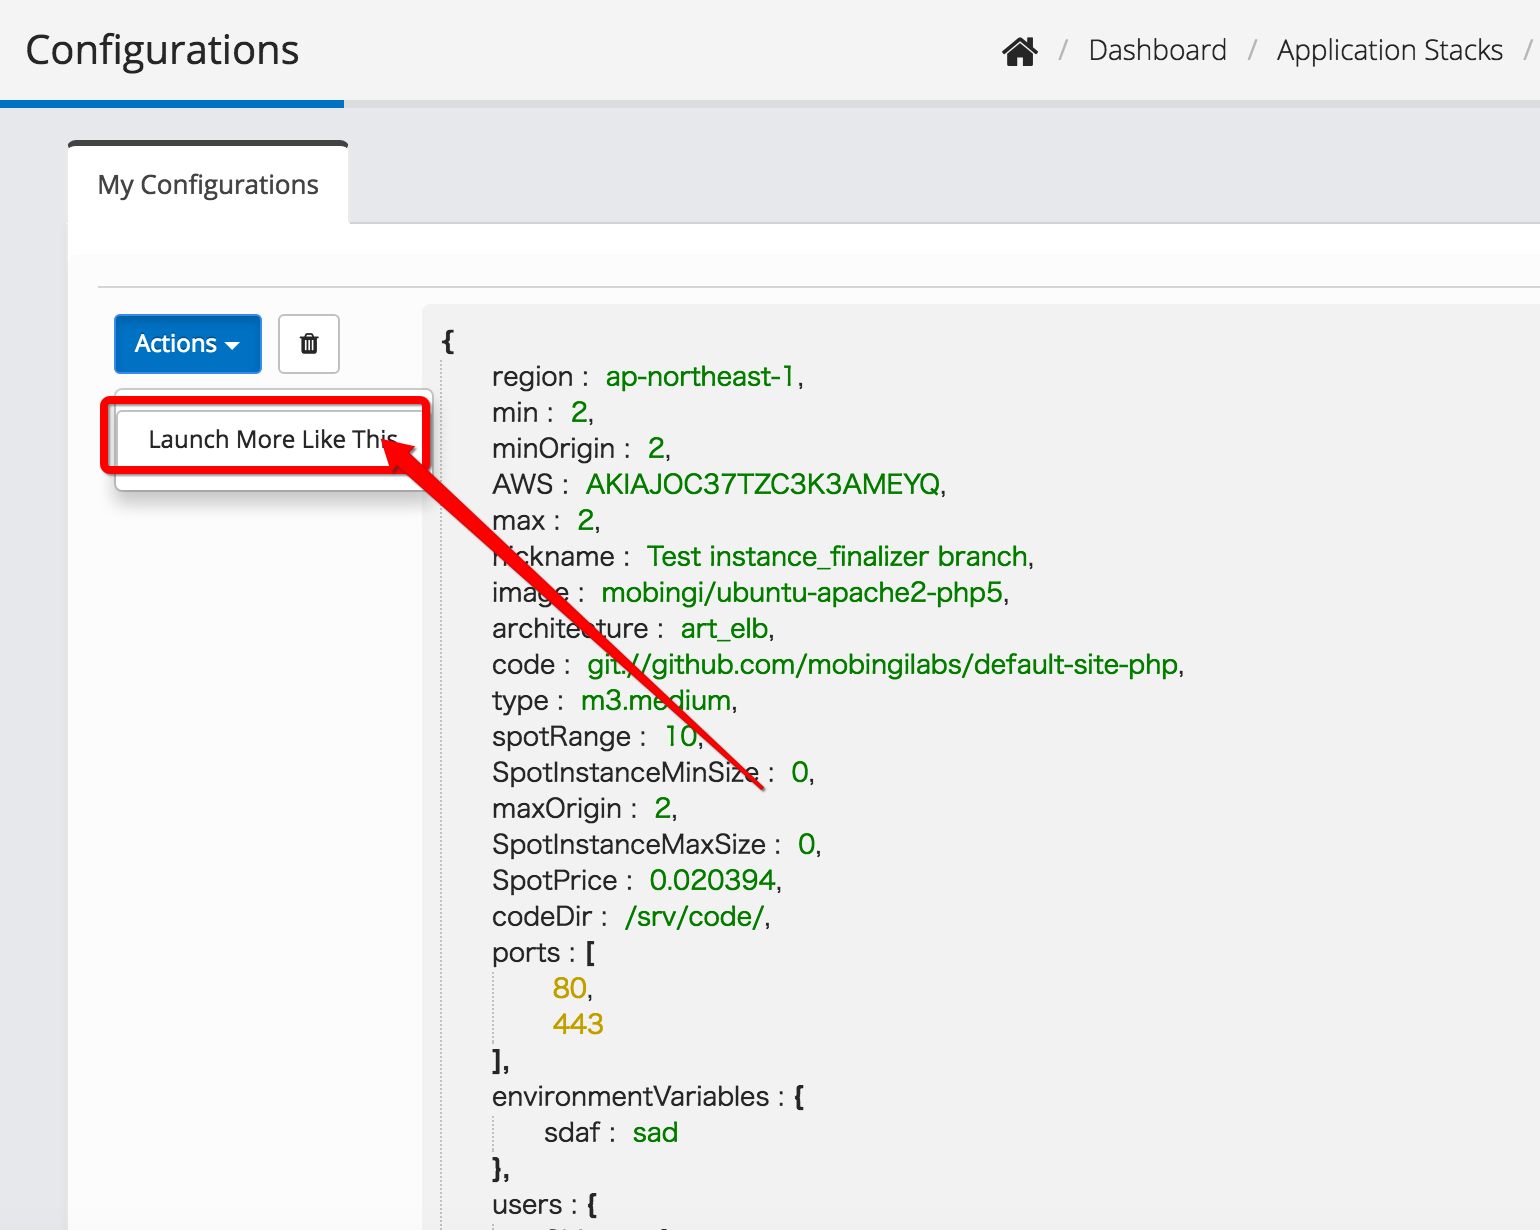 Configurations
/ Dashboard / Application Stacks /
My Configurations
Actions
Launch More Like This
{
region : ap-northeast-1,
min : 2,
minOrigin : 2,
AWS : AKIAJOC37TZC3K3AMEYQ,
max : 2,
nickname : Test instance_finalizer branch,
image : mobingi/ubuntu-apache2-php5,
architecture : art_elb,
code : git://github.com/mobingilabs/default-site-php,
type : m3.medium,
spotRange : 10,
SpotInstanceMinSize : 0,
maxOrigin : 2,
SpotInstanceMaxSize : 0,
SpotPrice : 0.020394,
codeDir : /srv/code/,
ports : [
80,
443
],
environmentVariables : {
sdaf : sad
},
users : {